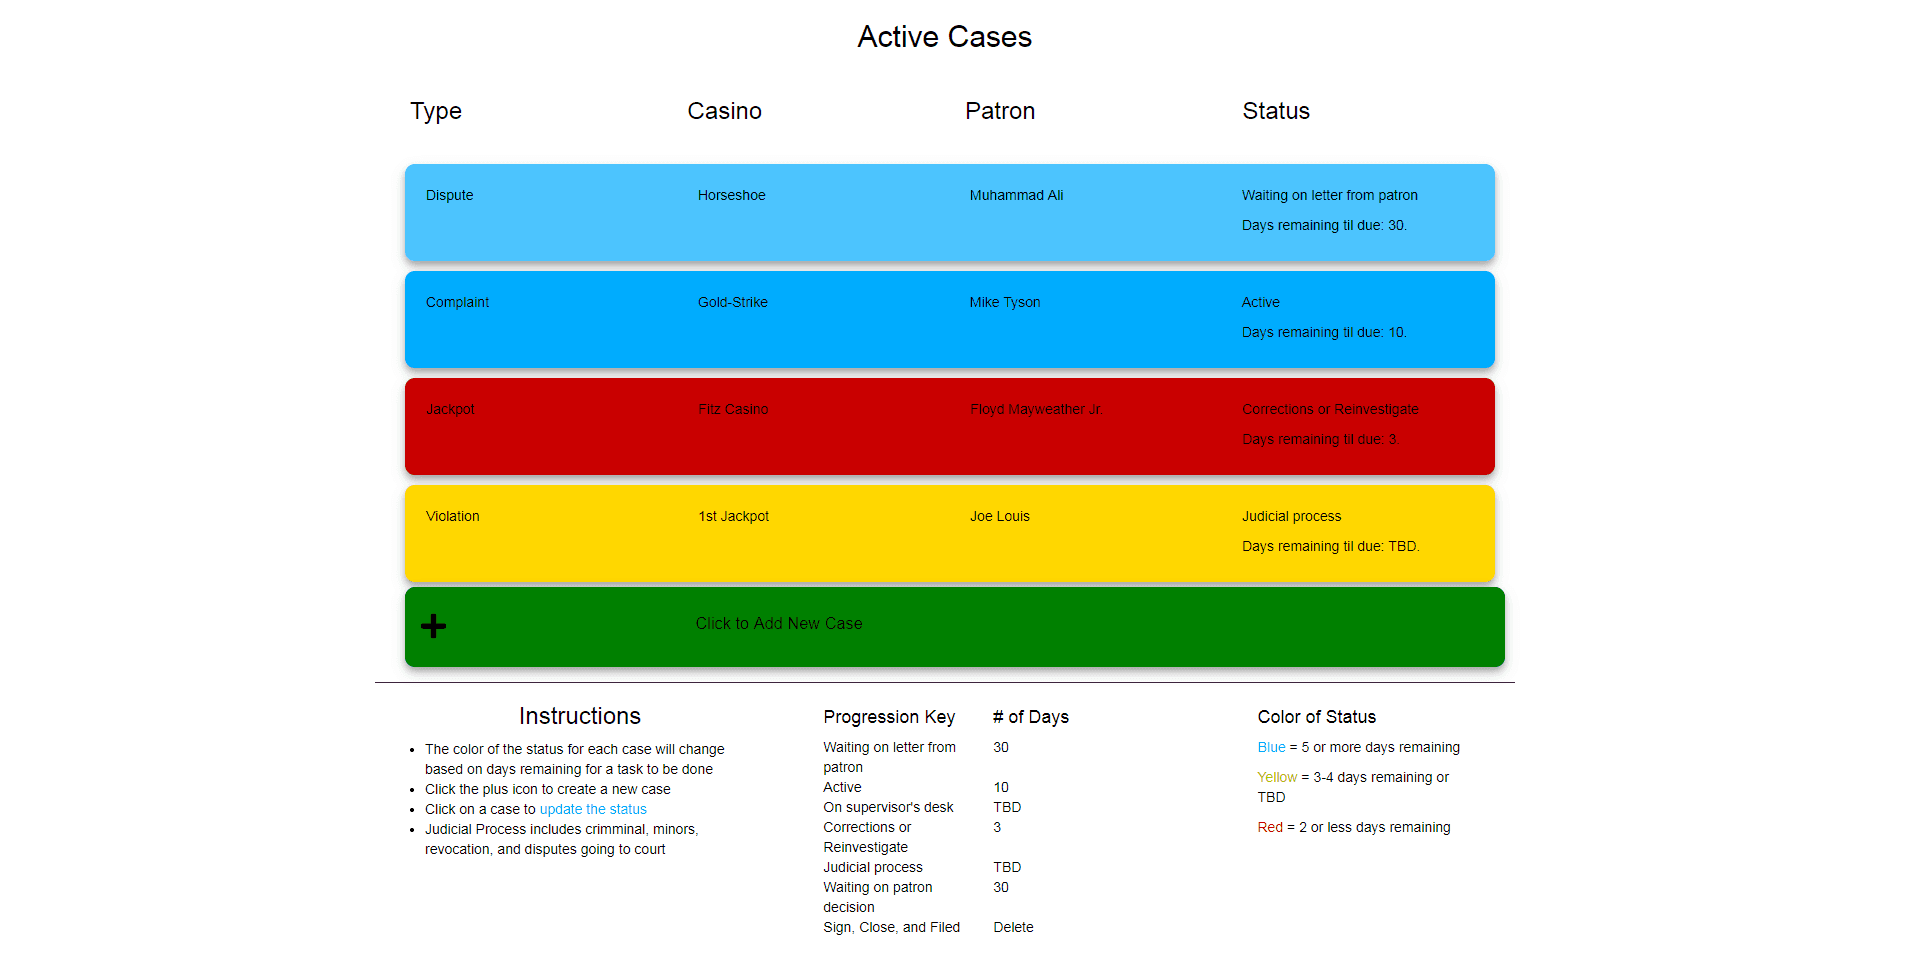 Active Cases
Type Casino Patron Status
Dispute Horseshoe Muhammad Ali Waiting on letter from patron
Days remaining til due: 30.
Complaint Gold-Strike Mike Tyson Active
Days remaining til due: 10.
Jackpot Fitz Casino Floyd Mayweather Jr. Corrections or Reinvestigate
Days remaining til due: 3
Violation 1st Jackpot Joe Louis Judicial process
Days remaining til due: TBD.
Click to Add New Case
Instructions
• The color of the status for each case will change
based on days remaining for a task to be done
• Click the plus icon to create a new case
• Click on a case to update the status
• Judicial Process includes crimminal, minors,
revocation, and disputes going to court
Progression Key # of Days
Waiting on letter from 30
patron
Active 10
On supervisor's desk TBD
Corrections or 3
Reinvestigate
Judicial process TBD
Waiting on patron 30
decision
Sign, Close, and Filed Delete
Color of Status
Blue = 5 or more days remaining
Yellow = 3-4 days remaining or
TBD
Red = 2 or less days remaining